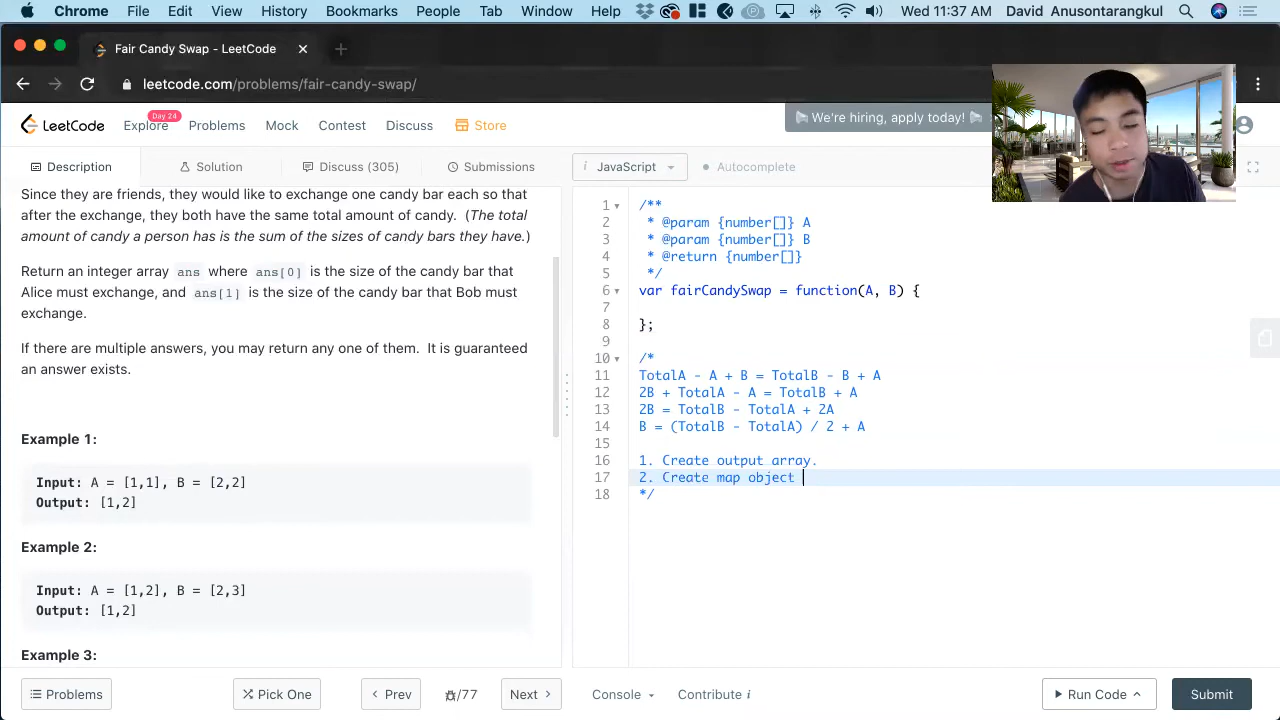 Chrome File Edit View History Bookmarks People Tab Window Help Wed 11:37 AM David Anusontarangkul
Fair Candy Swap - LeetCode
leetcode.com/problems/fair-candy-swap/
LeetCode Explore Day 24 Problems Mock Contest Discuss Store We're hiring, apply today!
Description Solution Discuss (305) Submissions
i JavaScript Autocomplete
Since they are friends, they would like to exchange one candy bar each so that
after the exchange, they both have the same total amount of candy. (The total
amount of candy a person has is the sum of the sizes of candy bars they have.)
Return an integer array ans where ans[0] is the size of the candy bar that
Alice must exchange, and ans[1] is the size of the candy bar that Bob must
exchange.
If there are multiple answers, you may return any one of them. It is guaranteed
an answer exists.
Example 1:
Input: A = [1,1], B = [2,2]
Output: [1,2]
Example 2:
Input: A = [1,2], B = [2,3]
Output: [1,2]
Example 3:
1 /**
2 * @param {number[]} A
3 * @param {number[]} B
4 * @return {number[]}
5 */
6 var fairCandySwap = function(A, B) {
7
8 };
9
10 /*
11 TotalA - A + B = TotalB - B + A
12 2B + TotalA - A = TotalB + A
13 2B = TotalB - TotalA + 2A
14 B = (TotalB - TotalA) / 2 + A
15
16 1. Create output array.
17 2. Create map object
18 */
Problems Pick One Prev /77 Next Console Contribute i Run Code Submit